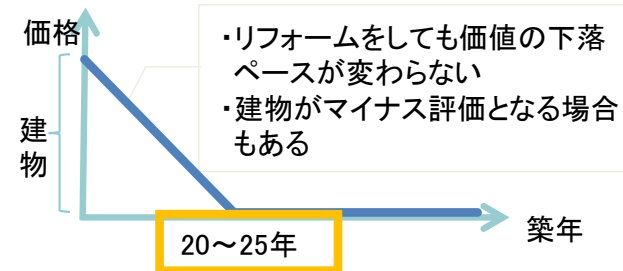 価格
・リフォームをしても価値の下落
ペースが変わらない
・建物がマイナス評価となる場合
もある
建
物
20～25年
築年